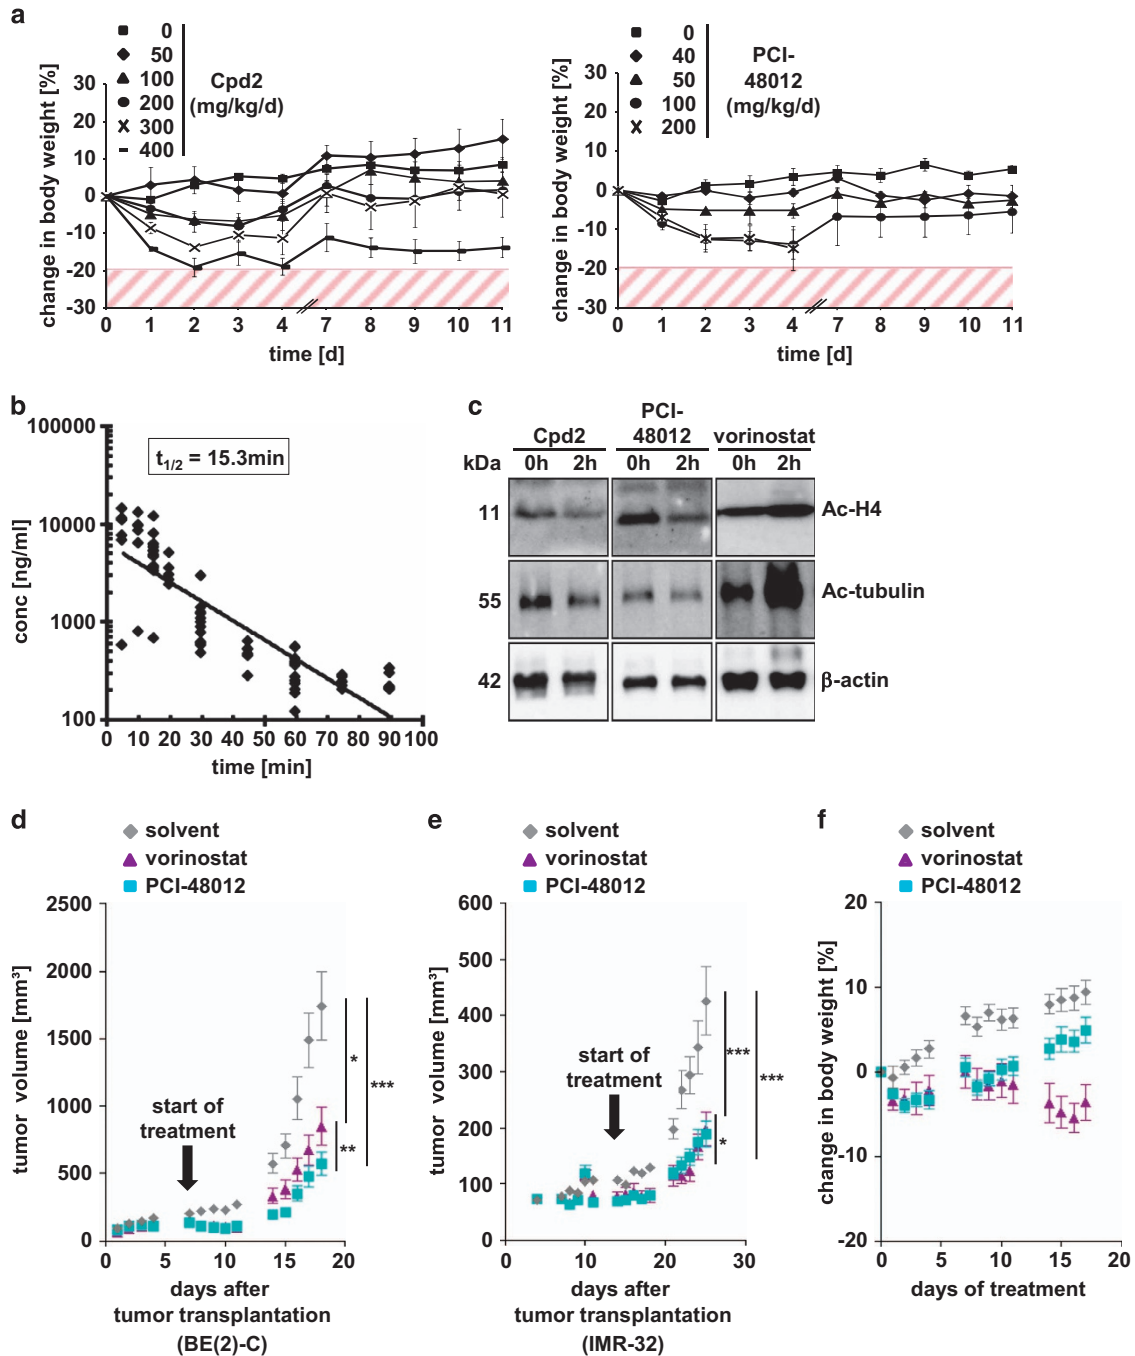 a
0
50
100
200
300
400
Cpd2
(mg/kg/d)
change in body weight [%]
30
20
10
0
-10
-20
-30
0 1 2 3 4 7 8 9 10 11
time [d]
0
40
50
100
200
PCI-
48012
(mg/kg/d)
change in body weight [%]
30
20
10
0
-10
-20
-30
0 1 2 3 4 7 8 9 10 11
time [d]
b
conc [ng/ml]
100000
10000
1000
100
t1/2 = 15.3min
0 10 20 30 40 50 60 70 80 90 100
time [min]
c
PCI-
Cpd2 48012 vorinostat
kDa 0h 2h 0h 2h 0h 2h
11 Ac-H4
55 Ac-tubulin
42 β-actin
d
solvent
vorinostat
PCI-48012
tumor volume [mm³]
2500
2000
1500
1000
500
0
start of
treatment
*
***
**
0 5 10 15 20
days after
tumor transplantation
(BE(2)-C)
e
solvent
vorinostat
PCI-48012
tumor volume [mm³]
600
500
400
300
200
100
0
start of
treatment
***
***
*
0 10 20 30
days after
tumor transplantation
(IMR-32)
f
solvent
vorinostat
PCI-48012
change in body weight [%]
20
10
0
-10
-20
0 5 10 15 20
days of treatment